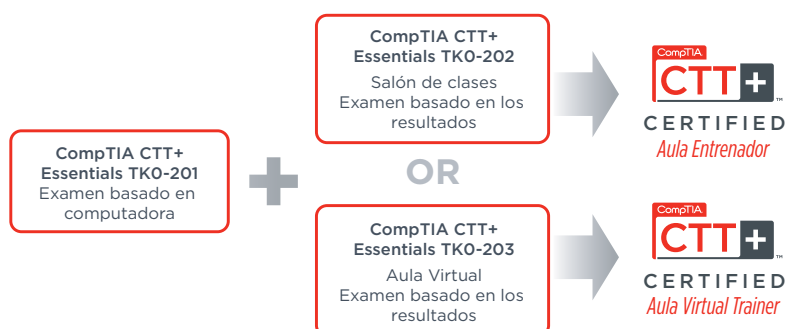 CompTIA CTT+
Essentials TK0-201
Examen basado en
computadora
CompTIA CTT+
Essentials TK0-202
Salón de clases
Examen basado en los
resultados
OR
CompTIA CTT+
Essentials TK0-203
Aula Virtual
Examen basado en los
resultados
CompTIA
CTT+
™
CERTIFIED
Aula Entrenador
CompTIA
CTT+
™
CERTIFIED
Aula Virtual Trainer